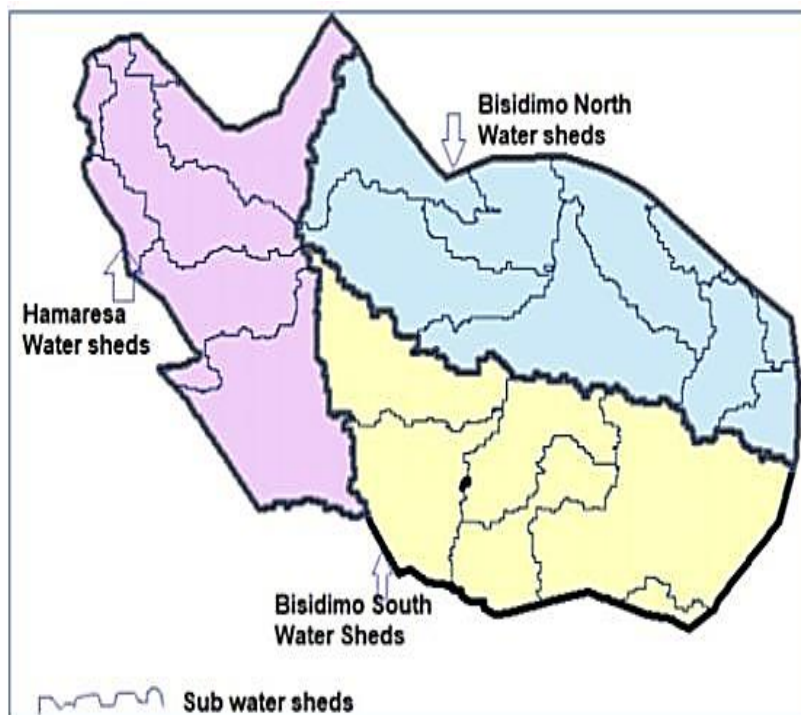 Bisidimo North
Water sheds
Hamaresa
Water sheds
Bisidimo South
Water Sheds
Sub water sheds